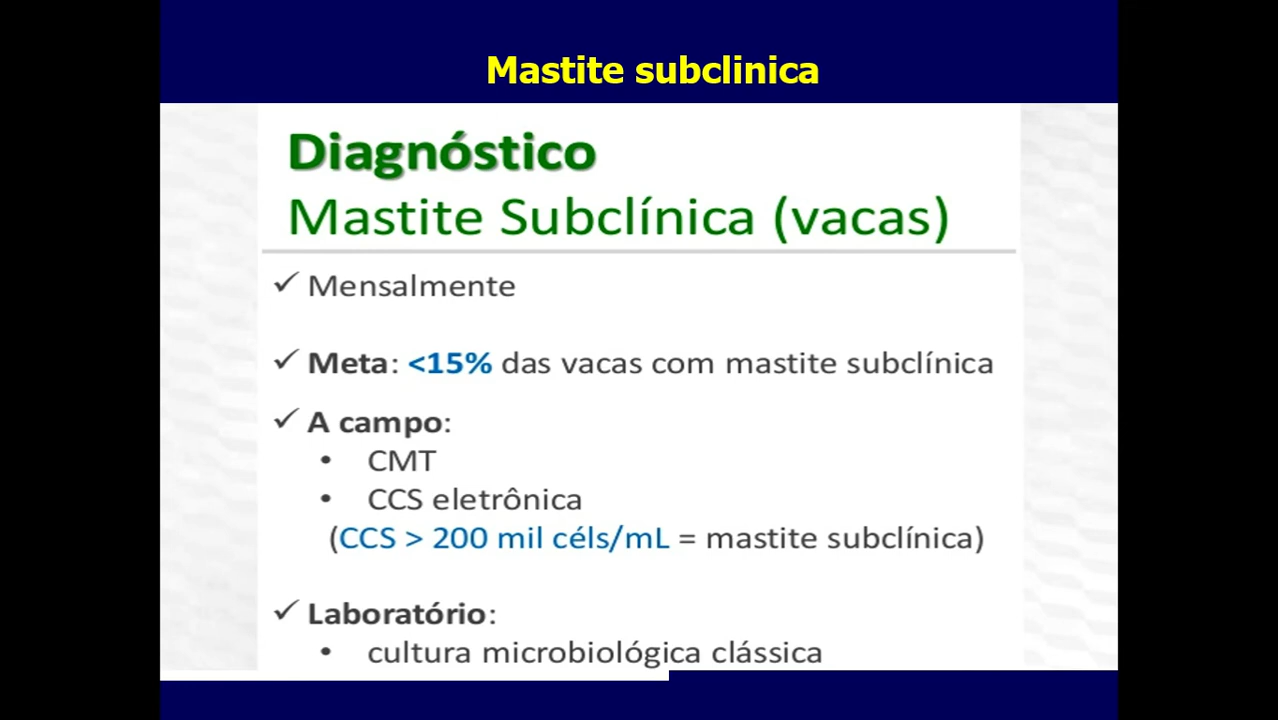 Mastite subclinica
Diagnóstico
Mastite Subclínica (vacas)
✓ Mensalmente
✓ Meta: <15% das vacas com mastite subclínica
✓ A campo:
• CMT
• CCS eletrônica
(CCS > 200 mil céls/mL = mastite subclínica)
✓ Laboratório:
• cultura microbiológica clássica